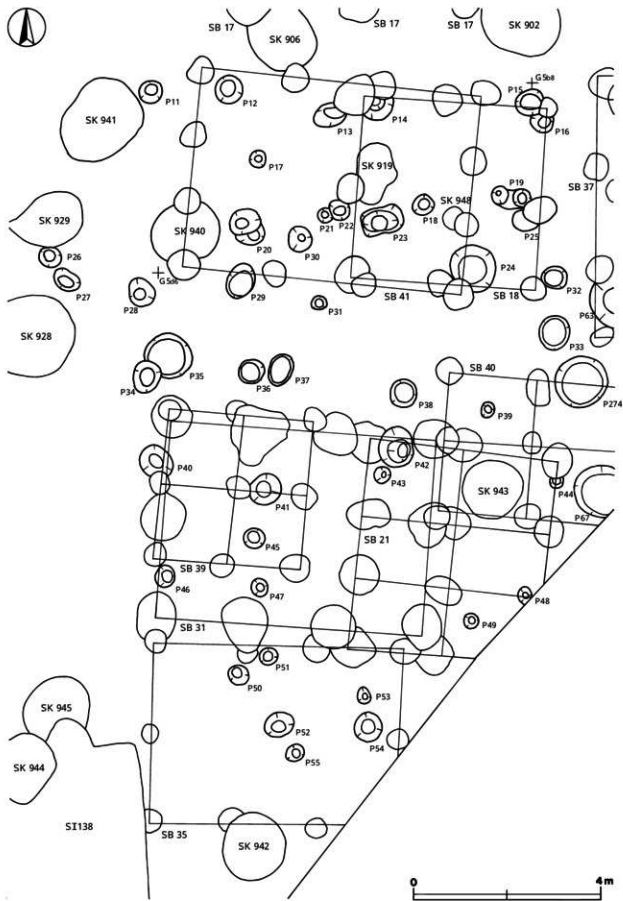 SB 17
SK 906
SB 17
SB 17
SK 902
SK 941
P11
P12
P13
P14
P15
G5b8
P16
P17
SK 919
SB 37
SK 929
SK 940
P20
P21
P22
P30
P23
P18
SK 948
P19
P25
P26
P27
G5d6
P28
P29
P31
SB 41
P24
SB 18
P32
P63
SK 928
P33
P34
P35
P36
P37
P38
SB 40
P39
P274
P40
P41
P42
P43
SK 943
P44
P67
P45
SB 21
SB 39
P46
P47
P48
P49
SB 31
P51
P50
P53
SK 945
P52
P54
P55
SK 944
SI138
SB 35
SK 942
0
4m